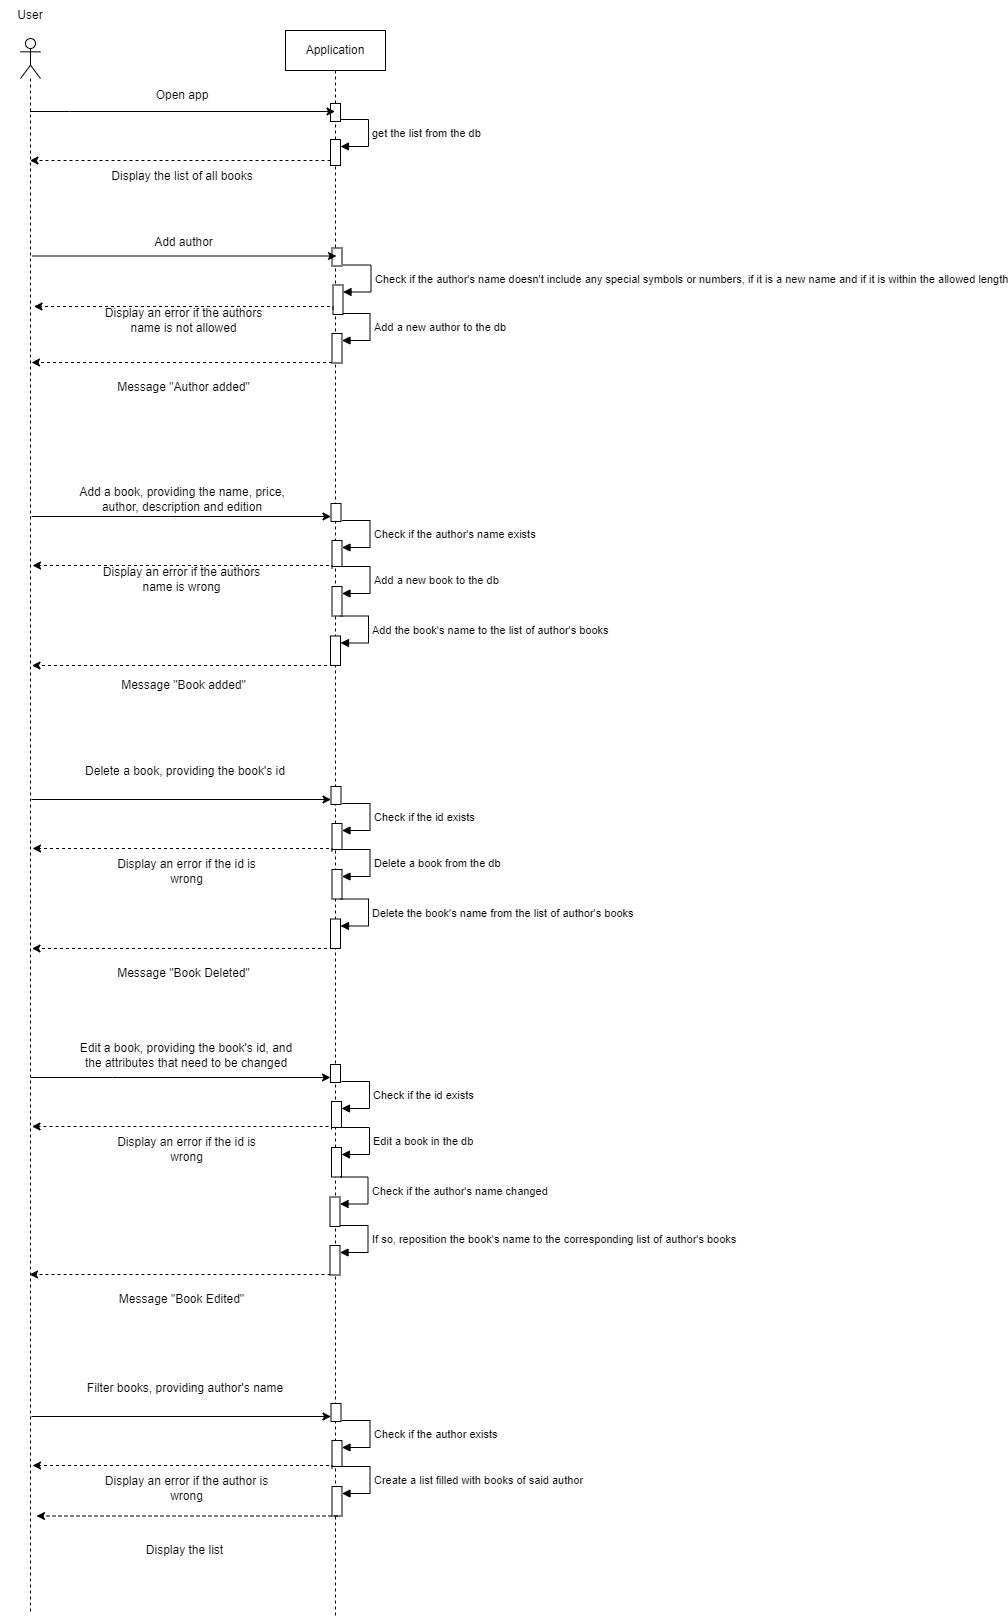 User
Application
Open app
get the list from the db
Display the list of all books
Add author
Check if the author's name doesn't include any special symbols or numbers, if it is a new name and if it is within the allowed length
Display an error if the authors
name is not allowed
Add a new author to the db
Message "Author added"
Add a book, providing the name, price,
author, description and edition
Check if the author's name exists
Display an error if the authors
name is wrong
Add a new book to the db
Add the book's name to the list of author's books
Message "Book added"
Delete a book, providing the book's id
Check if the id exists
Display an error if the id is
wrong
Delete a book from the db
Delete the book's name from the list of author's books
Message "Book Deleted"
Edit a book, providing the book's id, and
the attributes that need to be changed
Check if the id exists
Display an error if the id is
wrong
Edit a book in the db
Check if the author's name changed
If so, reposition the book's name to the corresponding list of author's books
Message "Book Edited"
Filter books, providing author's name
Check if the author exists
Display an error if the author is
wrong
Create a list filled with books of said author
Display the list